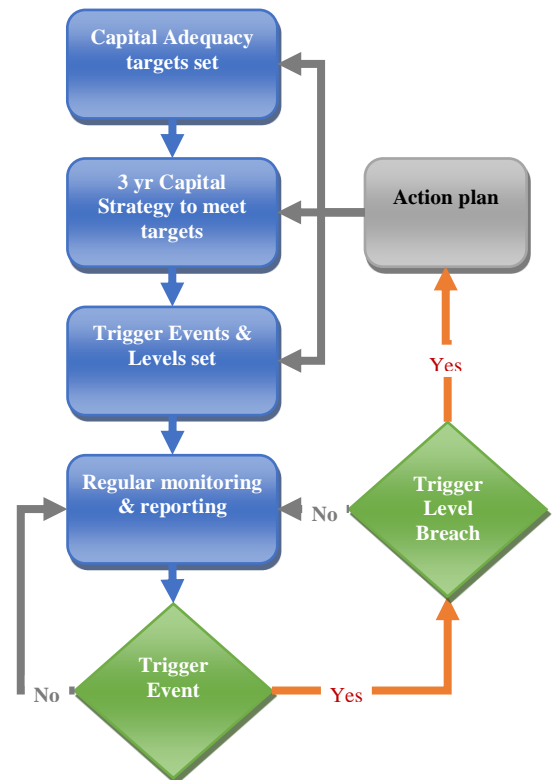 Capital Adequacy
targets set
3 yr Capital
Strategy to meet
targets
Action plan
Trigger Events &
Levels set
Yes
Regular monitoring
& reporting
No
Trigger
Level
Breach
Trigger
Event
No
Yes